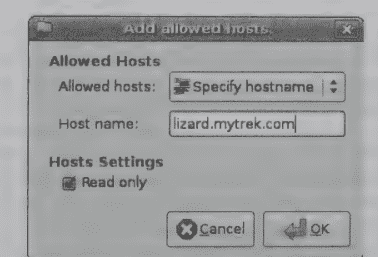 Add allowed hosts
Allowed Hosts
Allowed hosts: Specify hostname
Host name: lizard.mytrek.com
Hosts Settings
Read only
Cancel OK